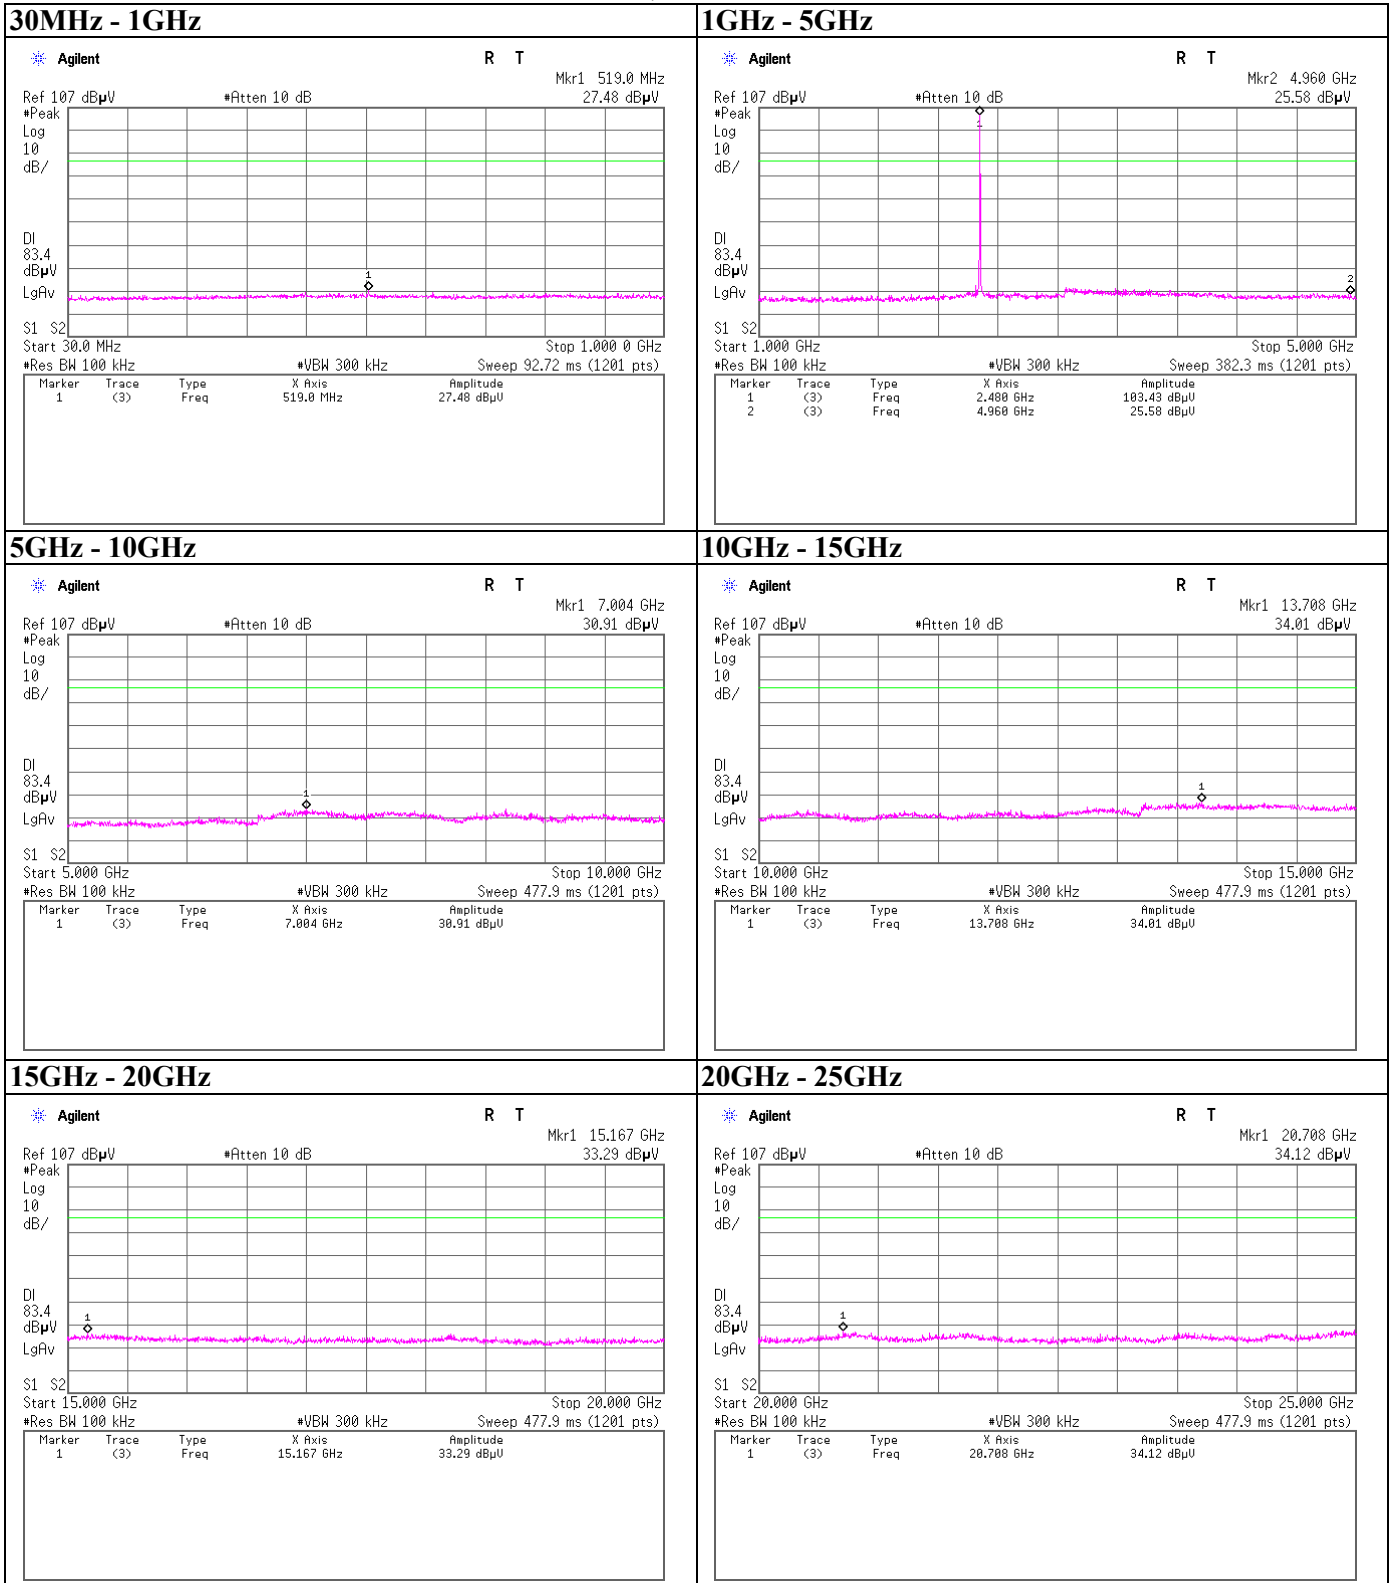 30MHz - 1GHz
Agilent
R T
Mkr1 519.0 MHz
Ref 107 dBµV #Atten 10 dB 27.48 dBµV
#Peak
Log
10
dB/
1
DI
83.4
dBµV
LgAv
S1 S2
Start 30.0 MHz Stop 1.000 0 GHz
#Res BW 100 kHz #VBW 300 kHz Sweep 92.72 ms (1201 pts)
Marker Trace Type X Axis Amplitude
1 (3) Freq 519.0 MHz 27.48 dBµV
1GHz - 5GHz
Agilent
R T
Mkr2 4.960 GHz
Ref 107 dBµV #Atten 10 dB 25.58 dBµV
#Peak
1
Log
10
dB/
DI
83.4
dBµV
2
LgAv
S1 S2
Start 1.000 GHz Stop 5.000 GHz
#Res BW 100 kHz #VBW 300 kHz Sweep 382.3 ms (1201 pts)
Marker Trace Type X Axis Amplitude
1 (3) Freq 2.480 GHz 103.43 dBµV
2 (3) Freq 4.960 GHz 25.58 dBµV
5GHz - 10GHz
Agilent
R T
Mkr1 7.004 GHz
Ref 107 dBµV #Atten 10 dB 30.91 dBµV
#Peak
Log
10
dB/
DI
83.4
1
dBµV
LgAv
S1 S2
Start 5.000 GHz Stop 10.000 GHz
#Res BW 100 kHz #VBW 300 kHz Sweep 477.9 ms (1201 pts)
Marker Trace Type X Axis Amplitude
1 (3) Freq 7.004 GHz 30.91 dBµV
10GHz - 15GHz
Agilent
R T
Mkr1 13.708 GHz
Ref 107 dBµV #Atten 10 dB 34.01 dBµV
#Peak
Log
10
dB/
DI
83.4
1
dBµV
LgAv
S1 S2
Start 10.000 GHz Stop 15.000 GHz
#Res BW 100 kHz #VBW 300 kHz Sweep 477.9 ms (1201 pts)
Marker Trace Type X Axis Amplitude
1 (3) Freq 13.708 GHz 34.01 dBµV
15GHz - 20GHz
Agilent
R T
Mkr1 15.167 GHz
Ref 107 dBµV #Atten 10 dB 33.29 dBµV
#Peak
Log
10
dB/
DI
83.4
1
dBµV
LgAv
S1 S2
Start 15.000 GHz Stop 20.000 GHz
#Res BW 100 kHz #VBW 300 kHz Sweep 477.9 ms (1201 pts)
Marker Trace Type X Axis Amplitude
1 (3) Freq 15.167 GHz 33.29 dBµV
20GHz - 25GHz
Agilent
R T
Mkr1 20.708 GHz
Ref 107 dBµV #Atten 10 dB 34.12 dBµV
#Peak
Log
10
dB/
DI
83.4
1
dBµV
LgAv
S1 S2
Start 20.000 GHz Stop 25.000 GHz
#Res BW 100 kHz #VBW 300 kHz Sweep 477.9 ms (1201 pts)
Marker Trace Type X Axis Amplitude
1 (3) Freq 20.708 GHz 34.12 dBµV